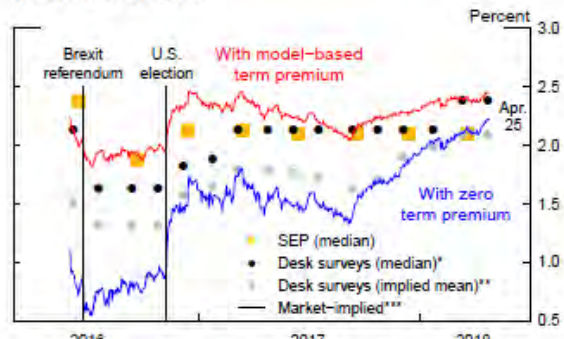 Percent
3.0
Brexit
referendum
U.S.
election
With model-based
term premium
2.5
Apr.
25
2.0
With zero
term premium
1.5
SEP (median)
Desk surveys (median)*
1.0
Desk surveys (implied mean)**
Market-implied***
0.5
2016
2017
2018